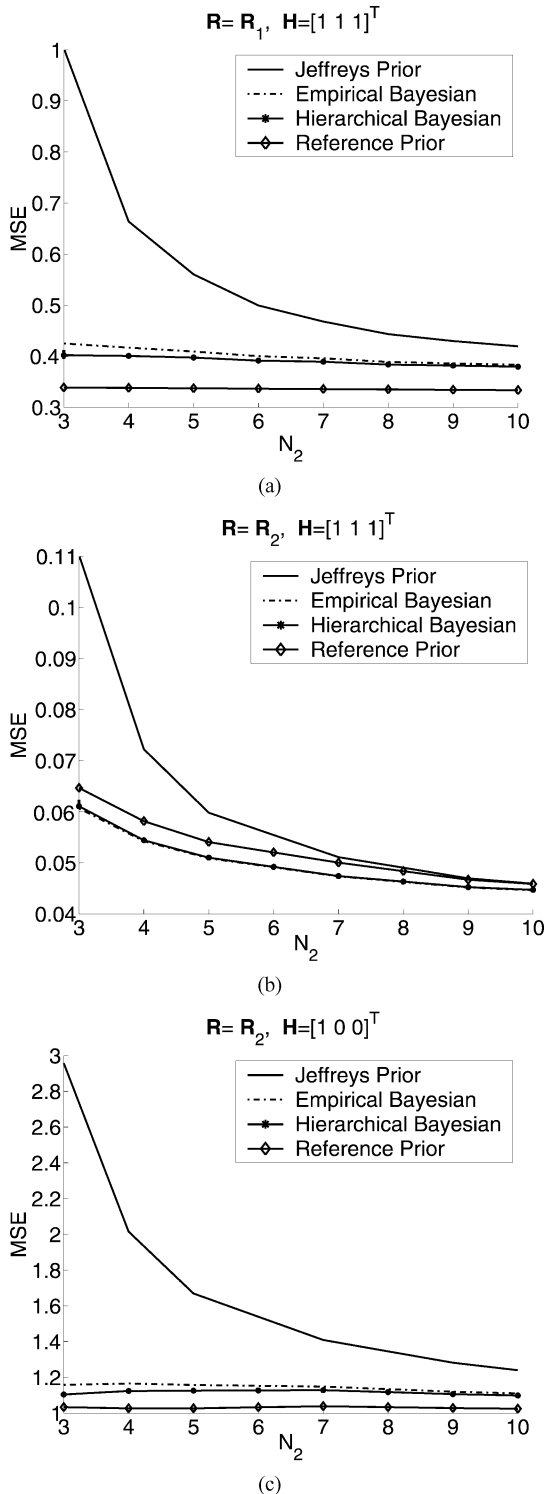 R= R1, H=[1 1 1]T
1
0.9
0.8
0.7
0.6
0.5
0.4
0.3
MSE
Jeffreys Prior
Empirical Bayesian
Hierarchical Bayesian
Reference Prior
3 4 5 6 7 8 9 10
N2
(a)
R= R2, H=[1 1 1]T
0.11
0.1
0.09
0.08
0.07
0.06
0.05
0.04
MSE
Jeffreys Prior
Empirical Bayesian
Hierarchical Bayesian
Reference Prior
3 4 5 6 7 8 9 10
N2
(b)
R= R2, H=[1 0 0]T
3
2.8
2.6
2.4
2.2
2
1.8
1.6
1.4
1.2
1
MSE
Jeffreys Prior
Empirical Bayesian
Hierarchical Bayesian
Reference Prior
3 4 5 6 7 8 9 10
N2
(c)